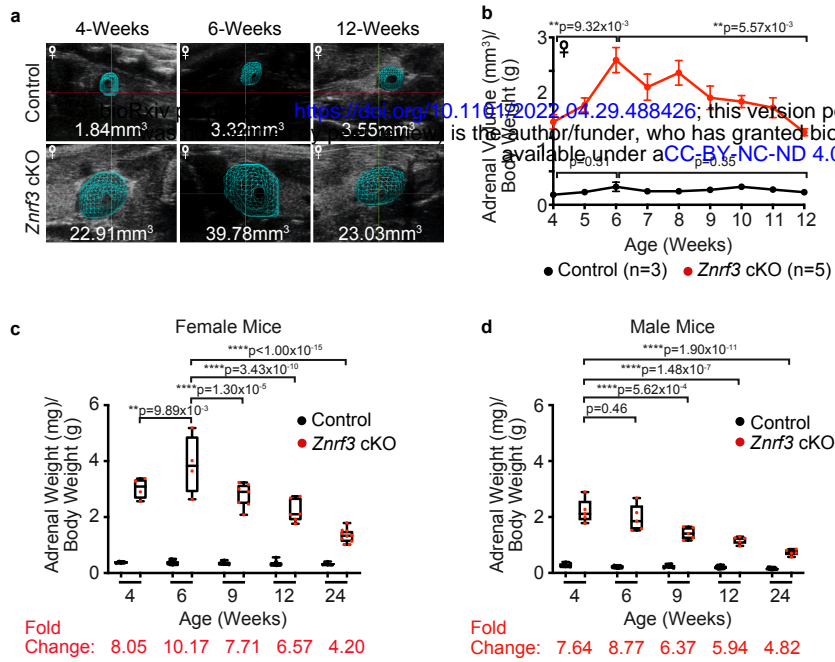 a
4-Weeks 6-Weeks 12-Weeks
Control
♀ ♀ ♀
1.84mm³ 3.28mm³ 3.55mm³
Znrf3 cKO
♀ ♀ ♀
22.91mm³ 39.78mm³ 23.03mm³
b
**p=9.32x10⁻³ **p=5.57x10⁻³
♀
Adrenal Volume (mm³)/
Body Weight (g)
3
2
1
0
https://doi.org/10.1101/2022.04.29.488426; this version po
is the author/funder, who has granted bio
available under aCC-BY-NC-ND 4.0
p=0.51 p=0.35
4 5 6 7 8 9 10 11 12
Age (Weeks)
Control (n=3) Znrf3 cKO (n=5)
c
Female Mice
****p<1.00x10⁻¹⁵
****p=3.43x10⁻¹⁰
****p=1.30x10⁻⁵
**p=9.89x10⁻³
Control
Znrf3 cKO
Adrenal Weight (mg)/
Body Weight (g)
6
4
2
0
4 6 9 12 24
Age (Weeks)
Fold
Change: 8.05 10.17 7.71 6.57 4.20
d
Male Mice
****p=1.90x10⁻¹¹
****p=1.48x10⁻⁷
****p=5.62x10⁻⁴
p=0.46
Control
Znrf3 cKO
Adrenal Weight (mg)/
Body Weight (g)
6
4
2
0
4 6 9 12 24
Age (Weeks)
Fold
Change: 7.64 8.77 6.37 5.94 4.82